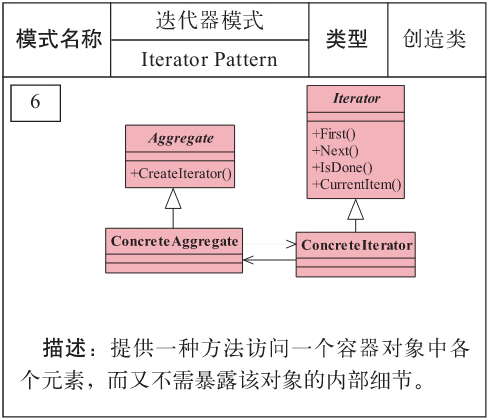 模式名称
迭代器模式
Iterator Pattern
类型
创造类
6
Iterator
+First()
+Next()
+IsDone()
+CurrentItem()
Aggregate
+CreateIterator()
ConcreteAggregate
ConcreteIterator
描述：提供一种方法访问一个容器对象中各
个元素，而又不需暴露该对象的内部细节。